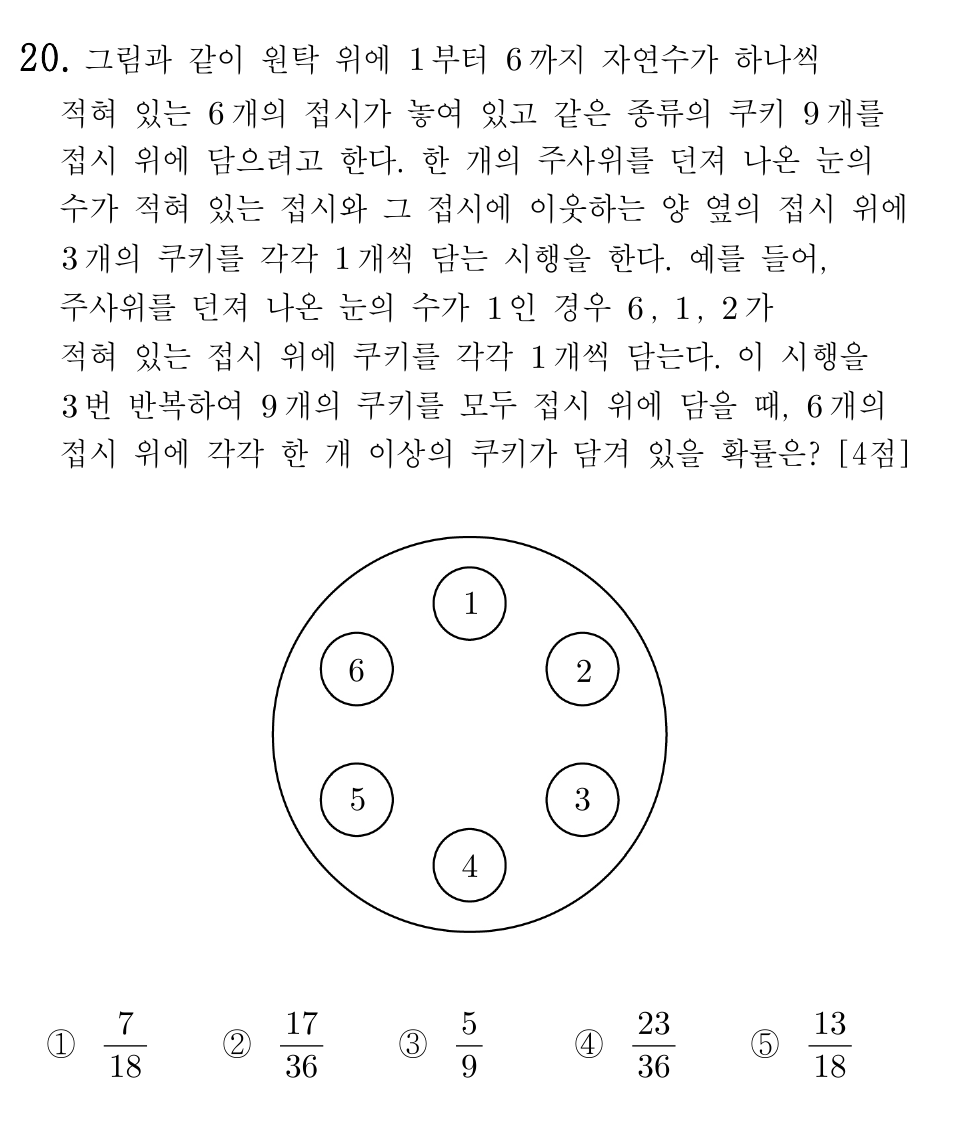 20. 그림과 같이 원탁 위에 1부터 6까지 자연수가 하나씩
적혀 있는 6개의 접시가 놓여 있고 같은 종류의 쿠키 9개를
접시 위에 담으려고 한다. 한 개의 주사위를 던져 나온 눈의
수가 적혀 있는 접시와 그 접시에 이웃하는 양 옆의 접시 위에
3개의 쿠키를 각각 1개씩 담는 시행을 한다. 예를 들어,
주사위를 던져 나온 눈의 수가 1인 경우 6, 1, 2가
적혀 있는 접시 위에 쿠키를 각각 1개씩 담는다. 이 시행을
3번 반복하여 9개의 쿠키를 모두 접시 위에 담을 때, 6개의
접시 위에 각각 한 개 이상의 쿠키가 담겨 있을 확률은? [4점]
1
6 2
5 3
4
① 7/18 ② 17/36 ③ 5/9 ④ 23/36 ⑤ 13/18